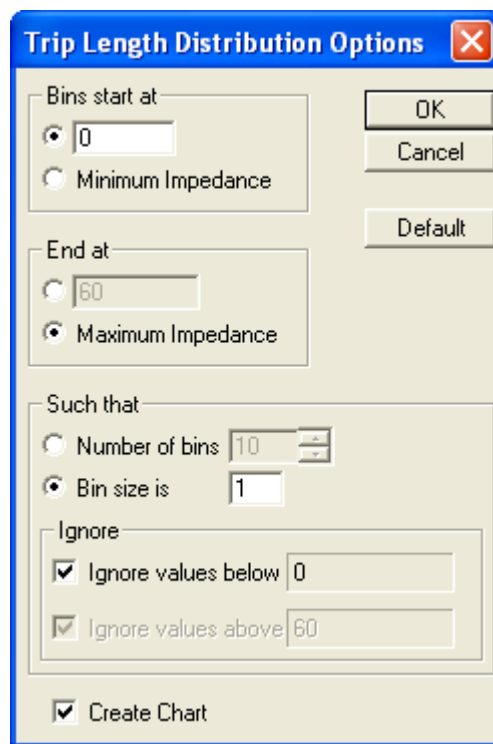 Trip Length Distribution Options
Bins start at
0
Minimum Impedance
OK
Cancel
Default
End at
60
Maximum Impedance
Such that
Number of bins 10
Bin size is 1
Ignore
Ignore values below 0
Ignore values above 60
Create Chart